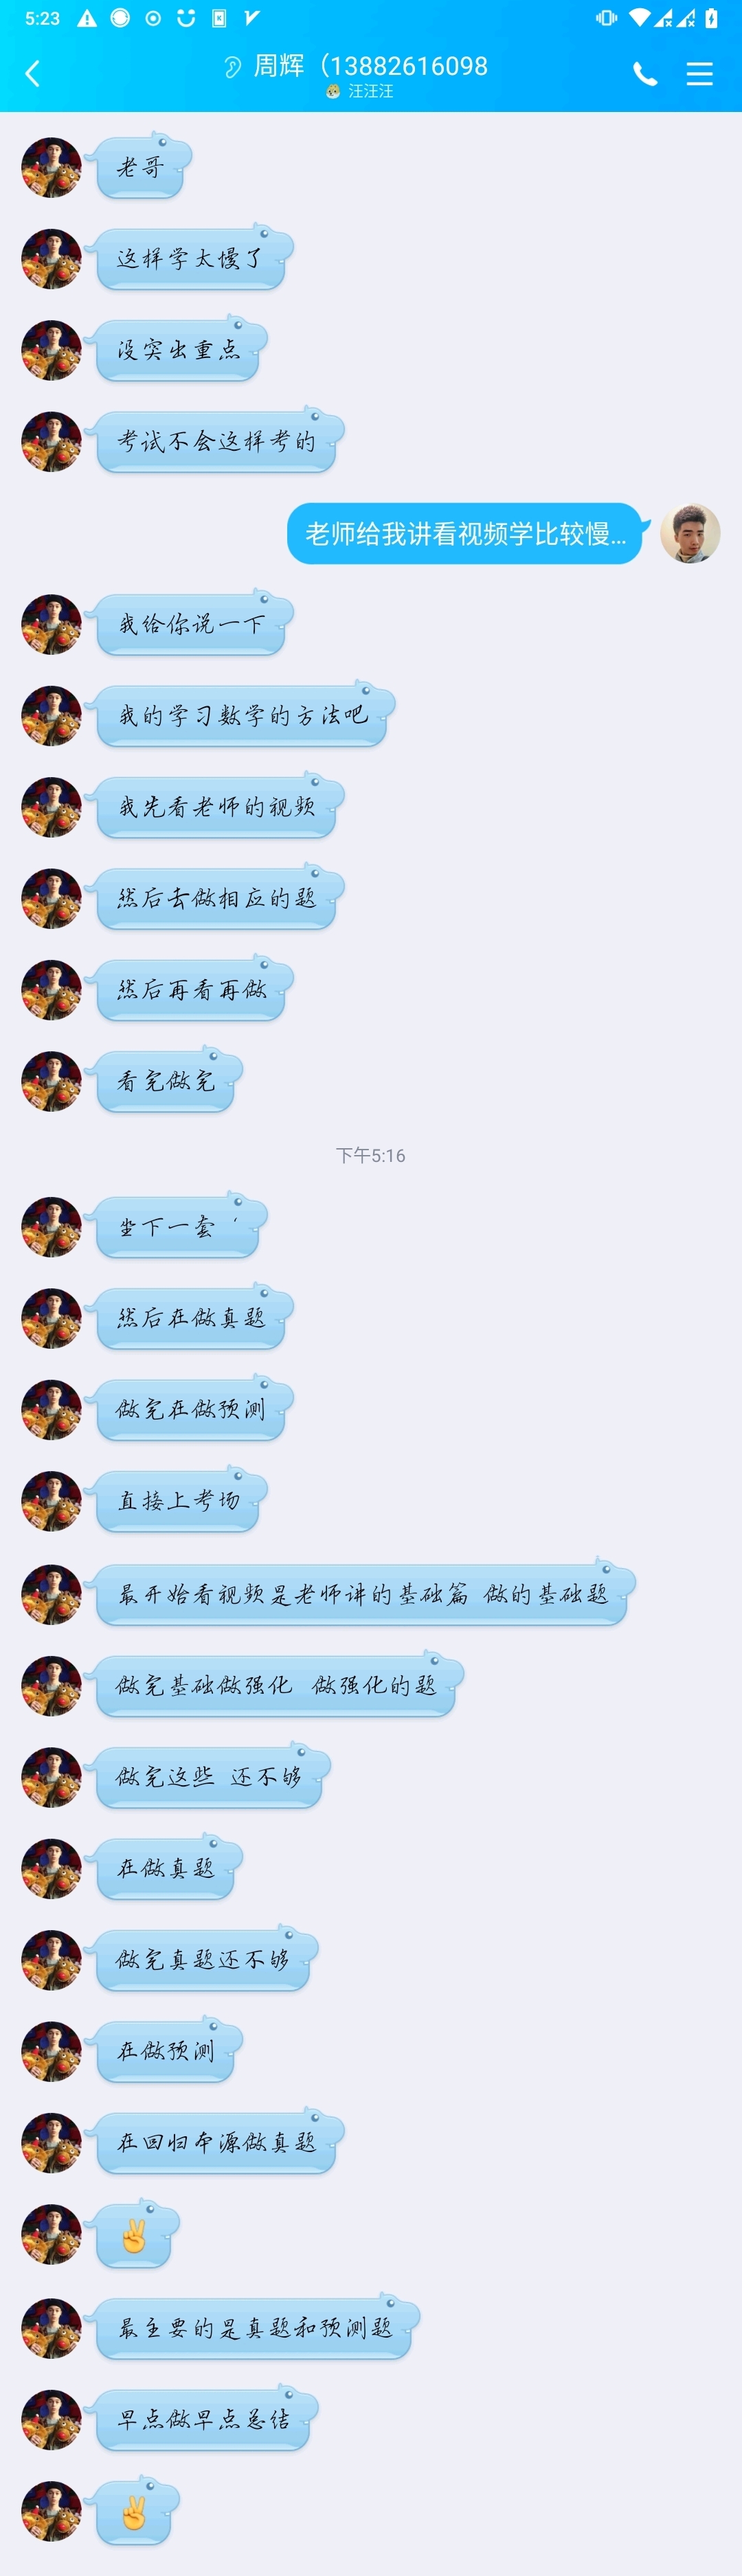 5:23
周辉（13882616098
汪汪汪
老哥
这样学太慢了
没突出重点
考试不会这样考的
老师给我讲看视频学比较慢...
我给你说一下
我的学习数学的方法吧
我先看老师的视频
然后去做相应的题
然后再看再做
看完做完
下午5:16
坐下一套 ′
然后在做真题
做完在做预测
直接上考场
最开始看视频是老师讲的基础篇 做的基础题
做完基础做强化 做强化的题
做完这些 还不够
在做真题
做完真题还不够
在做预测
在回归本源做真题
✌
最主要的是真题和预测题
早点做早点总结
✌